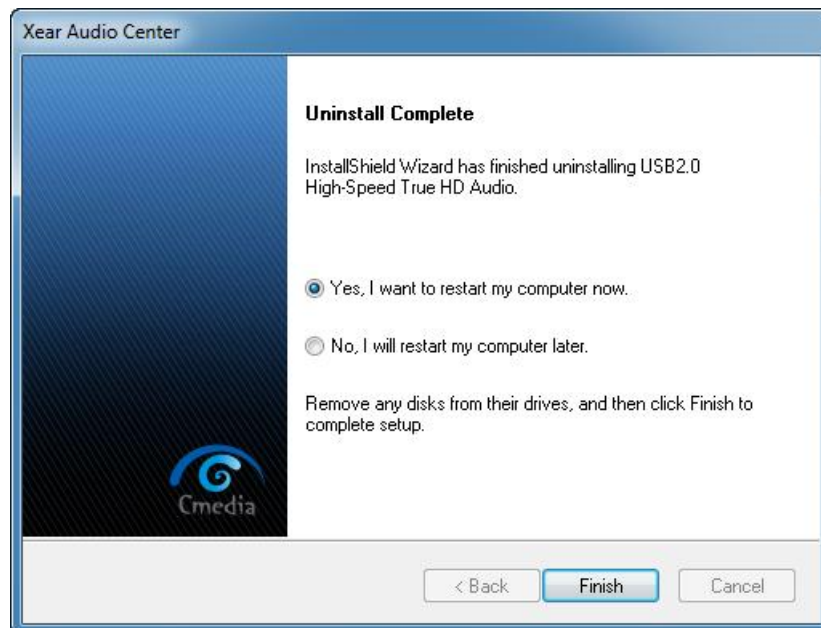 Xear Audio Center
Uninstall Complete
InstallShield Wizard has finished uninstalling USB2.0
High-Speed True HD Audio.
Yes, I want to restart my computer now.
No, I will restart my computer later.
Remove any disks from their drives, and then click Finish to
complete setup.
Cmedia
< Back Finish Cancel